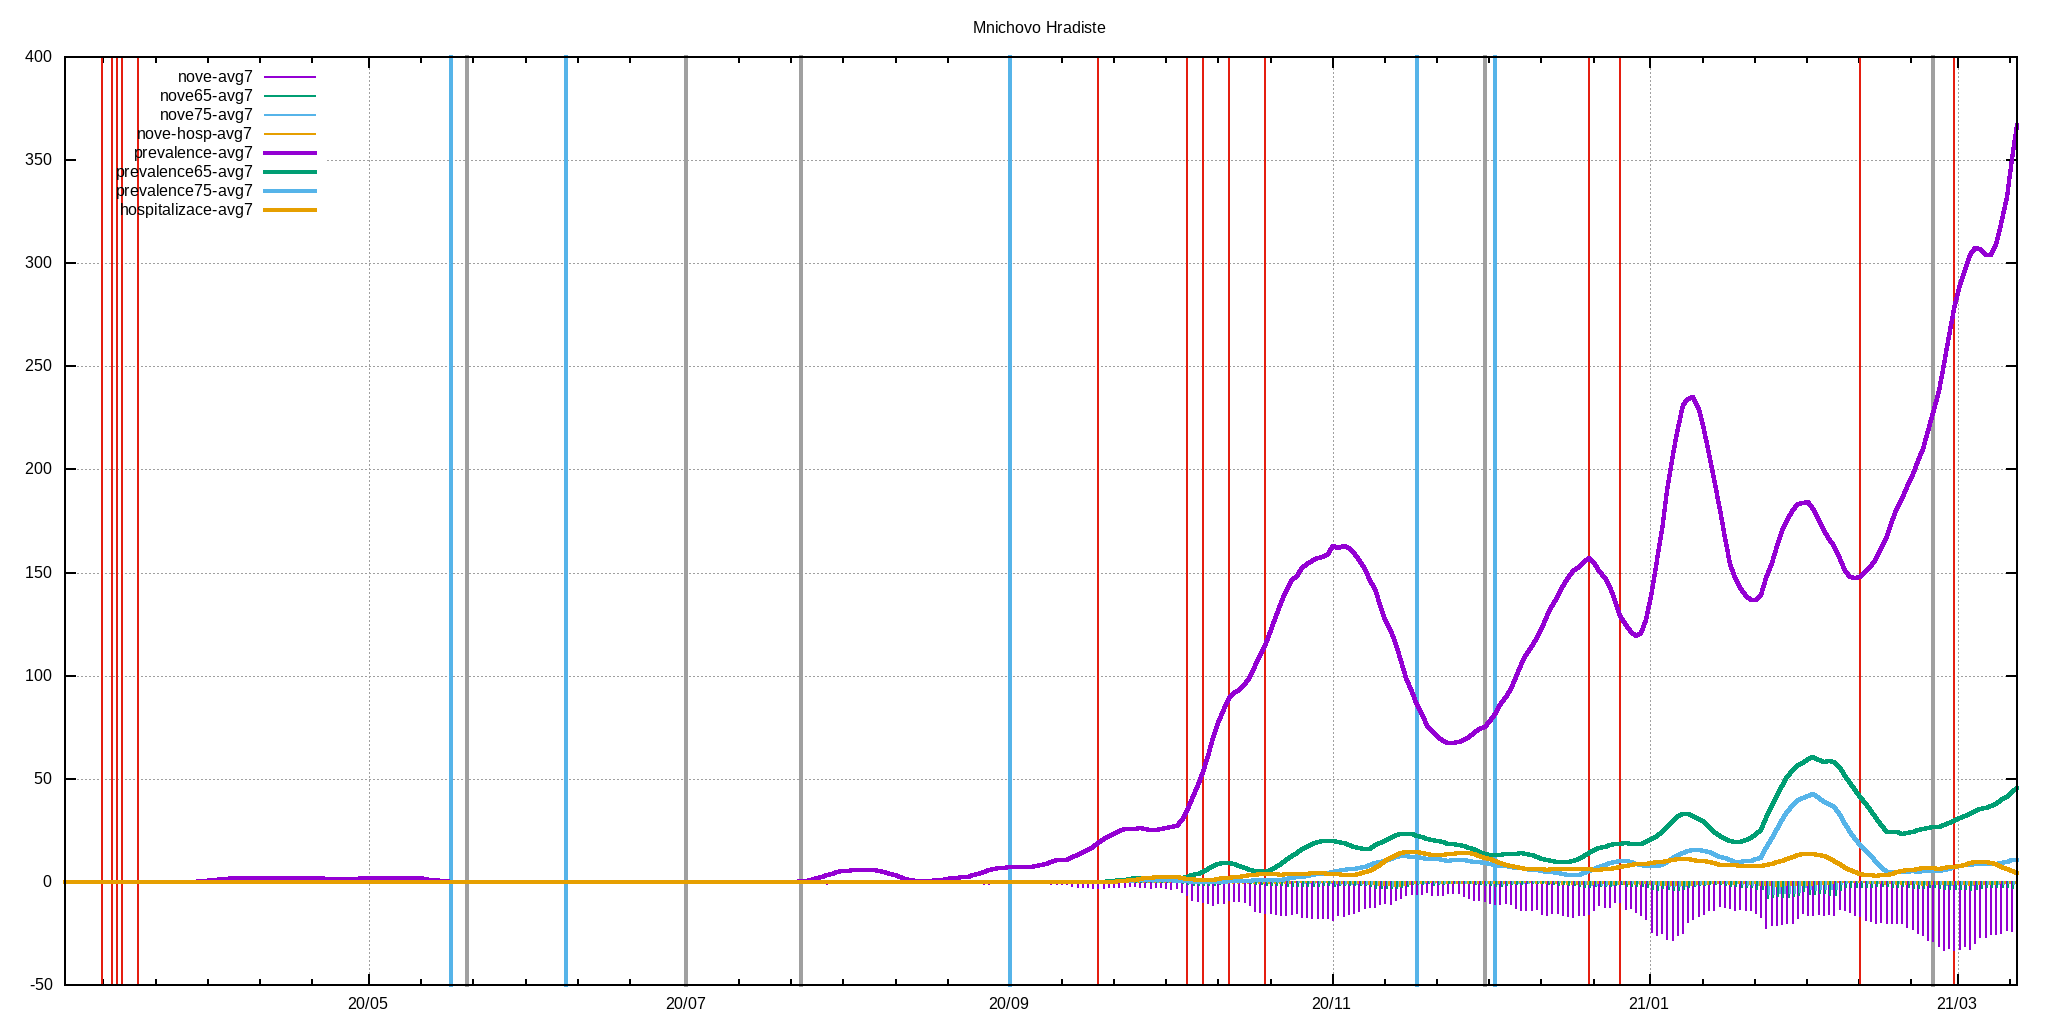 Mnichovo Hradiste
400
350
300
250
200
150
100
50
0
-50
nove-avg7
nove65-avg7
nove75-avg7
nove-hosp-avg7
prevalence-avg7
prevalence65-avg7
prevalence75-avg7
hospitalizace-avg7
20/05
20/07
20/09
20/11
21/01
21/03